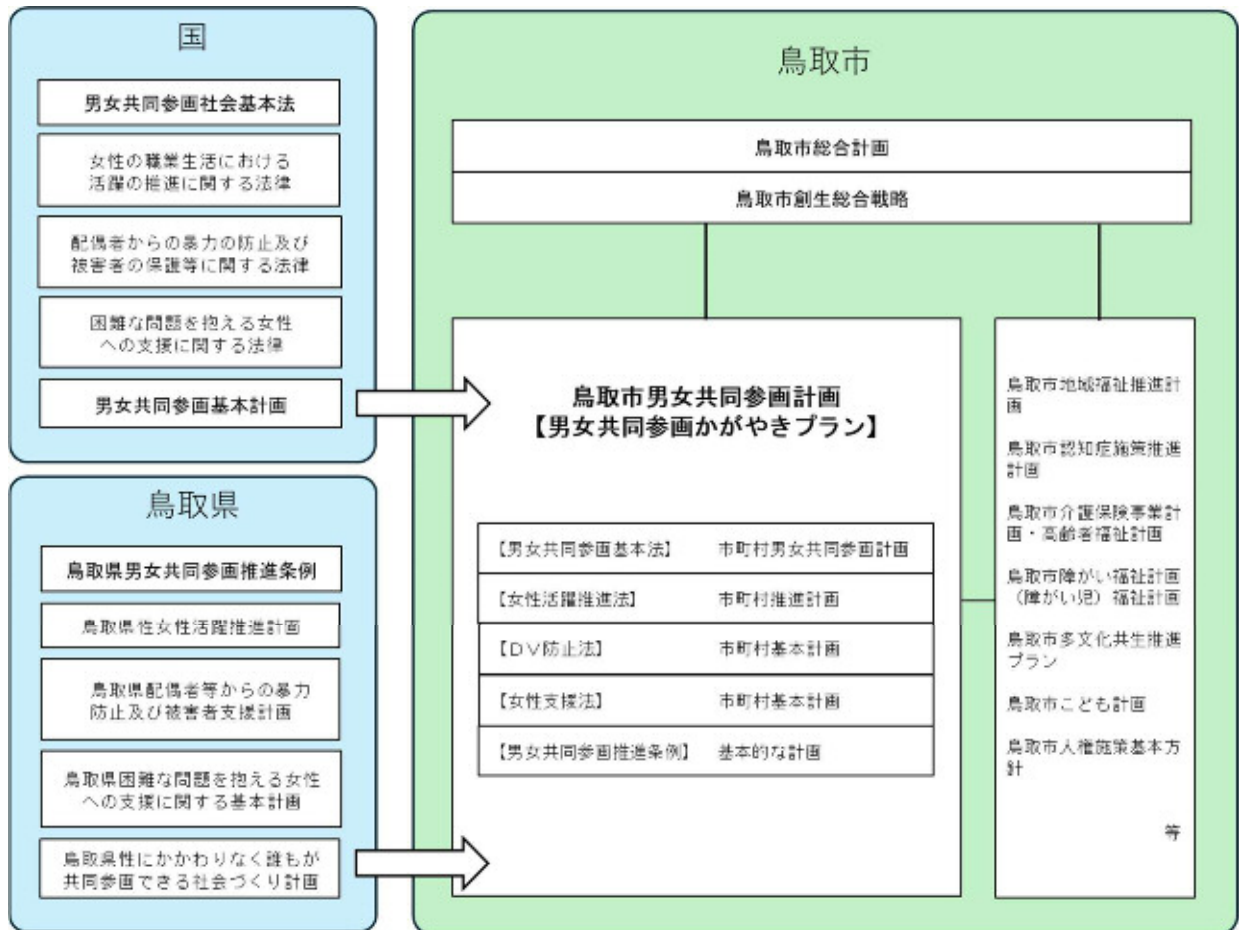 国
男女共同参画社会基本法
女性の職業生活における
活躍の推進に関する法律
配偶者からの暴力の防止及び
被害者の保護等に関する法律
困難な問題を抱える女性
への支援に関する法律
男女共同参画基本計画
鳥取県
鳥取県男女共同参画推進条例
鳥取県性女性活躍推進計画
鳥取県配偶者等からの暴力
防止及び被害者支援計画
鳥取県困難な問題を抱える女性
への支援に関する基本計画
鳥取県性にかかわりなく誰もが
共同参画できる社会づくり計画
鳥取市
鳥取市総合計画
鳥取市創生総合戦略
鳥取市男女共同参画計画
【男女共同参画かがやきプラン】
【男女共同参画基本法】 市町村男女共同参画計画
【女性活躍推進法】 市町村推進計画
【DV防止法】 市町村基本計画
【女性支援法】 市町村基本計画
【男女共同参画推進条例】 基本的な計画
鳥取市地域福祉推進計
画
鳥取市認知症施策推進
計画
鳥取市介護保険事業計
画・高齢者福祉計画
鳥取市障がい福祉計画
（障がい児）福祉計画
鳥取市多文化共生推進
プラン
鳥取市こども計画
鳥取市人権施策基本方
針
等